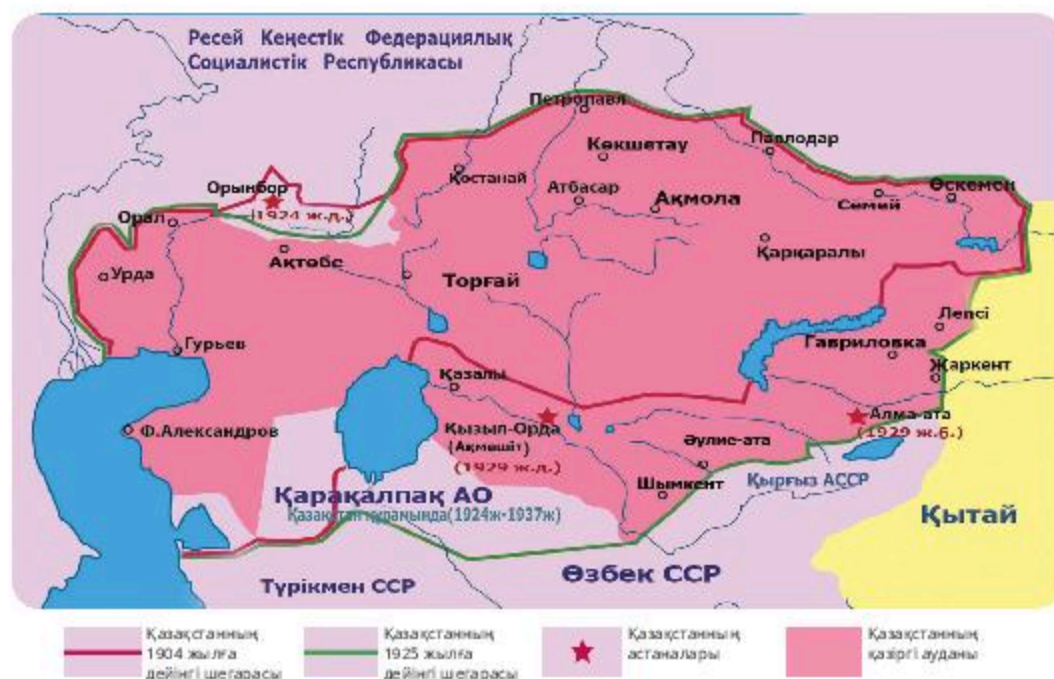 Ресей Кеңестік Федерациялық
Социалистік Республикасы
Петропавл
Көкшетау
Павлодар
Қостанай
Атбасар
Ақмола
Семей
Өскемен
Орынбор
(1924 ж.д.)
Орал
Ақтөбе
Қарқаралы
Урда
Торғай
Лепсі
Гурьев
Гавриловка
Жаркент
Қазалы
Ф.Александров
Қызыл-Орда
(Ақмешіт)
(1929 ж.д.)
Алма-ата
(1929 ж.б.)
Әулие-ата
Шымкент
Қырғыз АССР
Қарақалпақ АО
Қазақстан құрамында(1924ж-1937ж)
Қытай
Өзбек ССР
Түрікмен ССР
Қазақстанның
1904 жылға
дейінгі шегарасы
Қазақстанның
1925 жылға
дейінгі шегарасы
Қазақстанның
астаналары
Қазақстанның
қазіргі ауданы